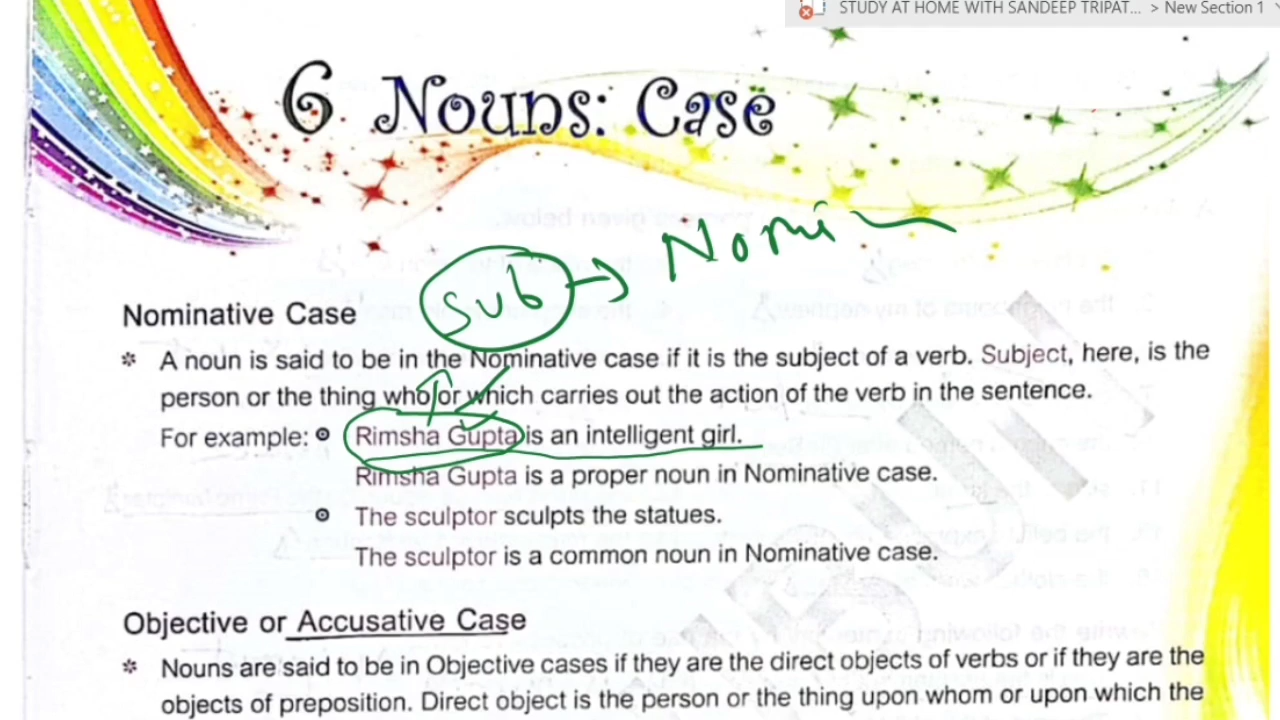 STUDY AT HOME WITH SANDEEP TRIPAT... > New Section 1
6 Nouns: Case
Sub → Nomi
Nominative Case
* A noun is said to be in the Nominative case if it is the subject of a verb. Subject, here, is the
person or the thing who or which carries out the action of the verb in the sentence.
For example: Rimsha Gupta is an intelligent girl.
Rimsha Gupta is a proper noun in Nominative case.
The sculptor sculpts the statues.
The sculptor is a common noun in Nominative case.
Objective or Accusative Case
* Nouns are said to be in Objective cases if they are the direct objects of verbs or if they are the
objects of preposition. Direct object is the person or the thing upon whom or upon which the